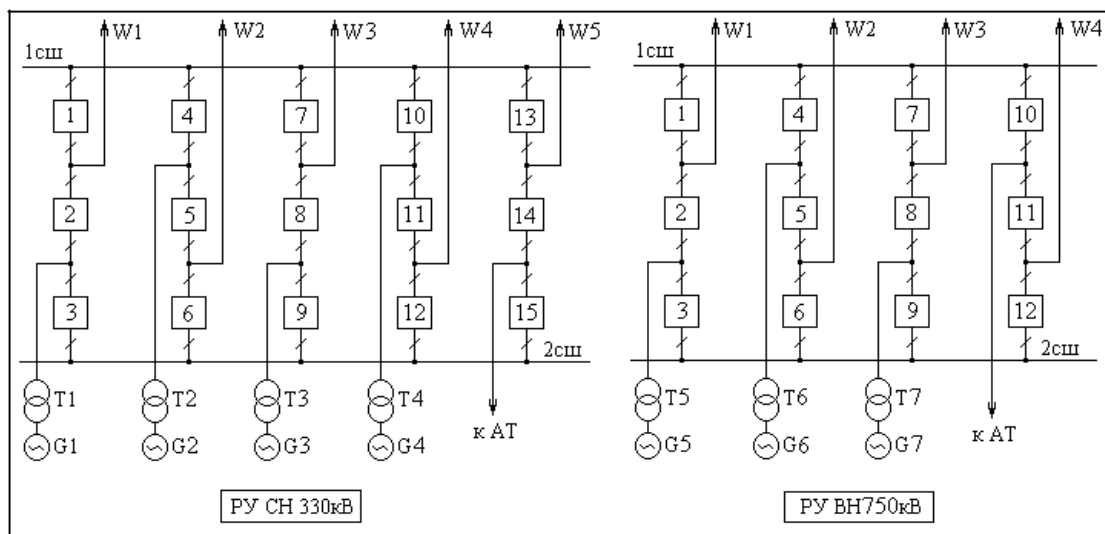 W1 W2 W3 W4 W5
1сш
1 4 7 10 13
2 5 8 11 14
3 6 9 12 15
2сш
T1 T2 T3 T4
к АТ
G1 G2 G3 G4
РУ СН 330кВ
W1 W2 W3 W4
1сш
1 4 7 10
2 5 8 11
3 6 9 12
2сш
T5 T6 T7
к АТ
G5 G6 G7
РУ ВН750кВ